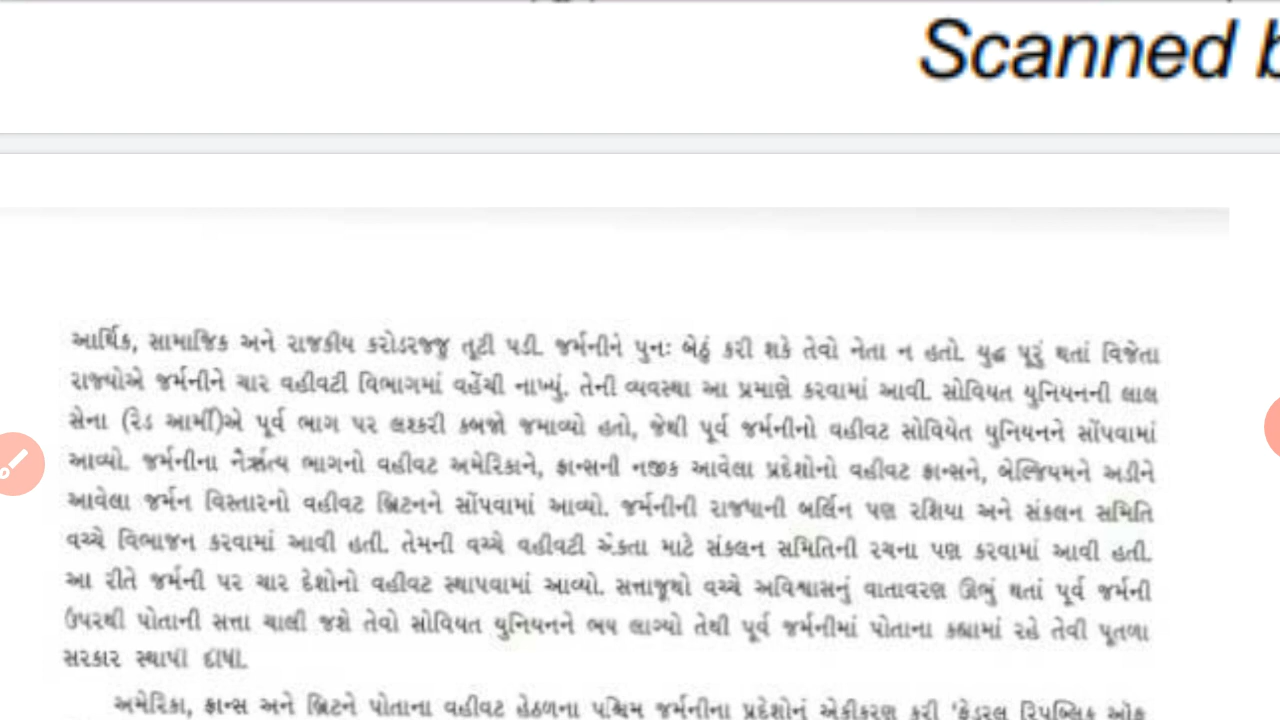 Scanned b
આર્થિક, સામાજિક અને રાજકીય કરોડરજ્જુ તૂટી પડી. જર્મનીને પુનઃ બેઠું કરી શકે તેવો નેતા ન હતો. યુદ્ધ પૂરું થતાં વિજેતા
રાજ્યોએ જર્મનીને ચાર વહીવટી વિભાગમાં વહેંચી નાખ્યું. તેની વ્યવસ્થા આ પ્રમાણે કરવામાં આવી. સોવિયત યુનિયનની લાલ
સેના (રેડ આર્મી)એ પૂર્વ ભાગ પર લશ્કરી કબજો જમાવ્યો હતો, જેથી પૂર્વ જર્મનીનો વહીવટ સોવિયેત યુનિયનને સોંપવામાં
આવ્યો. જર્મનીના નૈર્ઋત્ય ભાગનો વહીવટ અમેરિકાને, ફ્રાન્સની નજીક આવેલા પ્રદેશોનો વહીવટ ફ્રાન્સને, બેલ્જિયમને અડીને
આવેલા જર્મન વિસ્તારનો વહીવટ બ્રિટનને સોંપવામાં આવ્યો. જર્મનીની રાજધાની બર્લિન પણ રશિયા અને સંકલન સમિતિ
વચ્ચે વિભાજન કરવામાં આવી હતી. તેમની વચ્ચે વહીવટી એકતા માટે સંકલન સમિતિની રચના પણ કરવામાં આવી હતી.
આ રીતે જર્મની પર ચાર દેશોનો વહીવટ સ્થાપવામાં આવ્યો. સત્તાજૂથો વચ્ચે અવિશ્વાસનું વાતાવરણ ઊભું થતાં પૂર્વ જર્મની
ઉપરથી પોતાની સત્તા ચાલી જશે તેવો સોવિયત યુનિયનને ભય લાગ્યો તેથી પૂર્વ જર્મનીમાં પોતાના કહ્યામાં રહે તેવી પૂતળા
સરકાર સ્થાપી દીધી.
અમેરિકા, ફ્રાન્સ અને બ્રિટને પોતાના વહીવટ હેઠળના પશ્ચિમ જર્મનીના પ્રદેશોનું એકીકરણ કરી 'ફેડરલ રિપબ્લિક ઓફ